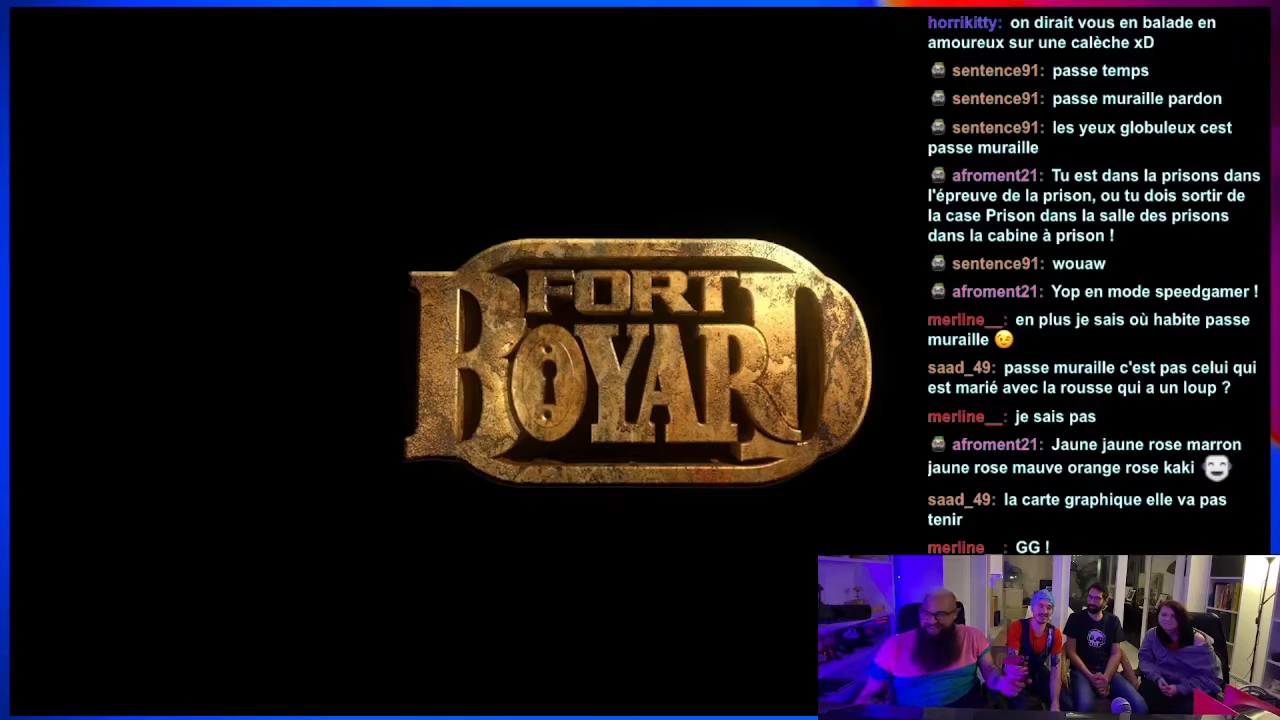 horrikitty: on dirait vous en balade en
amoureux sur une calèche xD
sentence91: passe temps
sentence91: passe muraille pardon
sentence91: les yeux globuleux cest
passe muraille
afroment21: Tu est dans la prisons dans
l'épreuve de la prison, ou tu dois sortir de
la case Prison dans la salle des prisons
dans la cabine à prison !
sentence91: wouaw
afroment21: Yop en mode speedgamer !
merline__: en plus je sais où habite passe
muraille 😉
saad_49: passe muraille c'est pas celui qui
est marié avec la rousse qui a un loup ?
merline__: je sais pas
afroment21: Jaune jaune rose marron
jaune rose mauve orange rose kaki
saad_49: la carte graphique elle va pas
tenir
merline__: GG !
FORT
BOYARD